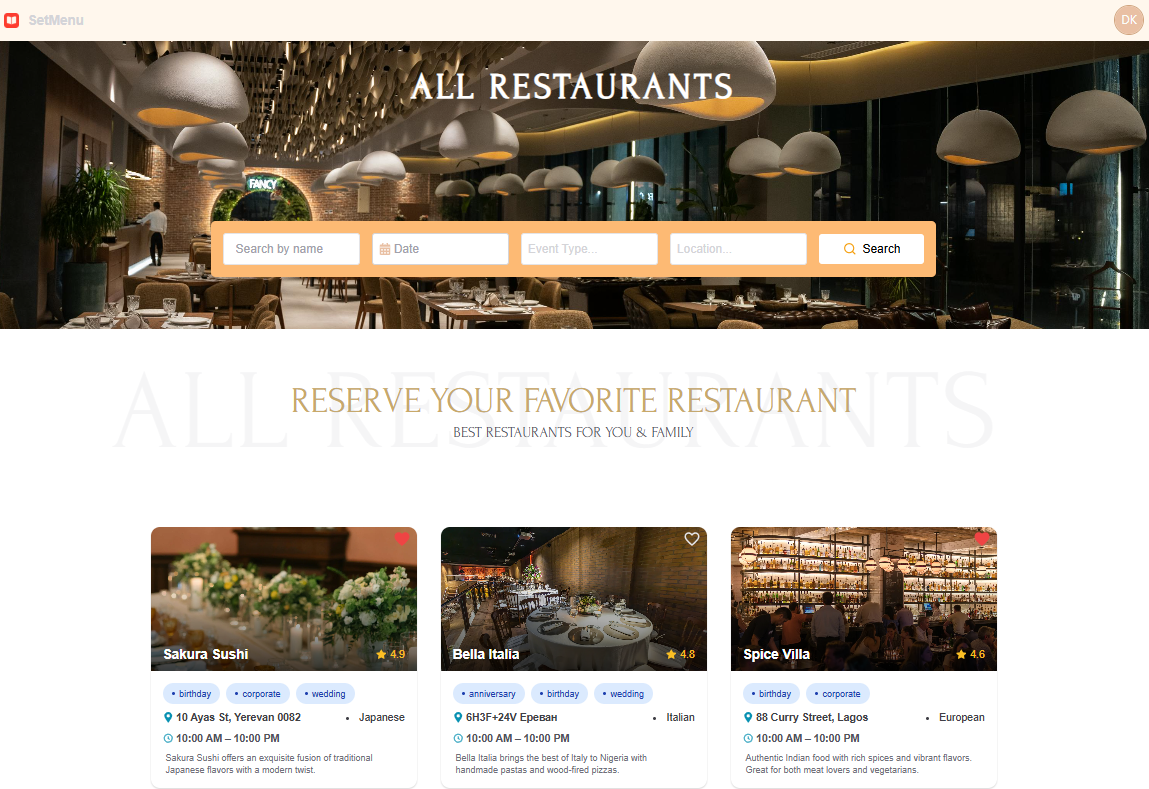 SetMenu
DK
ALL RESTAURANTS
FANCY
Search by name
Date
Event Type...
Location...
Search
ALL RESTAURANTS
RESERVE YOUR FAVORITE RESTAURANT
BEST RESTAURANTS FOR YOU & FAMILY
Sakura Sushi
4.9
• birthday
• corporate
• wedding
10 Ayas St, Yerevan 0082
• Japanese
10:00 AM – 10:00 PM
Sakura Sushi offers an exquisite fusion of traditional
Japanese flavors with a modern twist.
Bella Italia
4.8
• anniversary
• birthday
• wedding
6H3F+24V Ереван
• Italian
10:00 AM – 10:00 PM
Bella Italia brings the best of Italy to Nigeria with
handmade pastas and wood-fired pizzas.
Spice Villa
4.6
• birthday
• corporate
88 Curry Street, Lagos
• European
10:00 AM – 10:00 PM
Authentic Indian food with rich spices and vibrant flavors.
Great for both meat lovers and vegetarians.